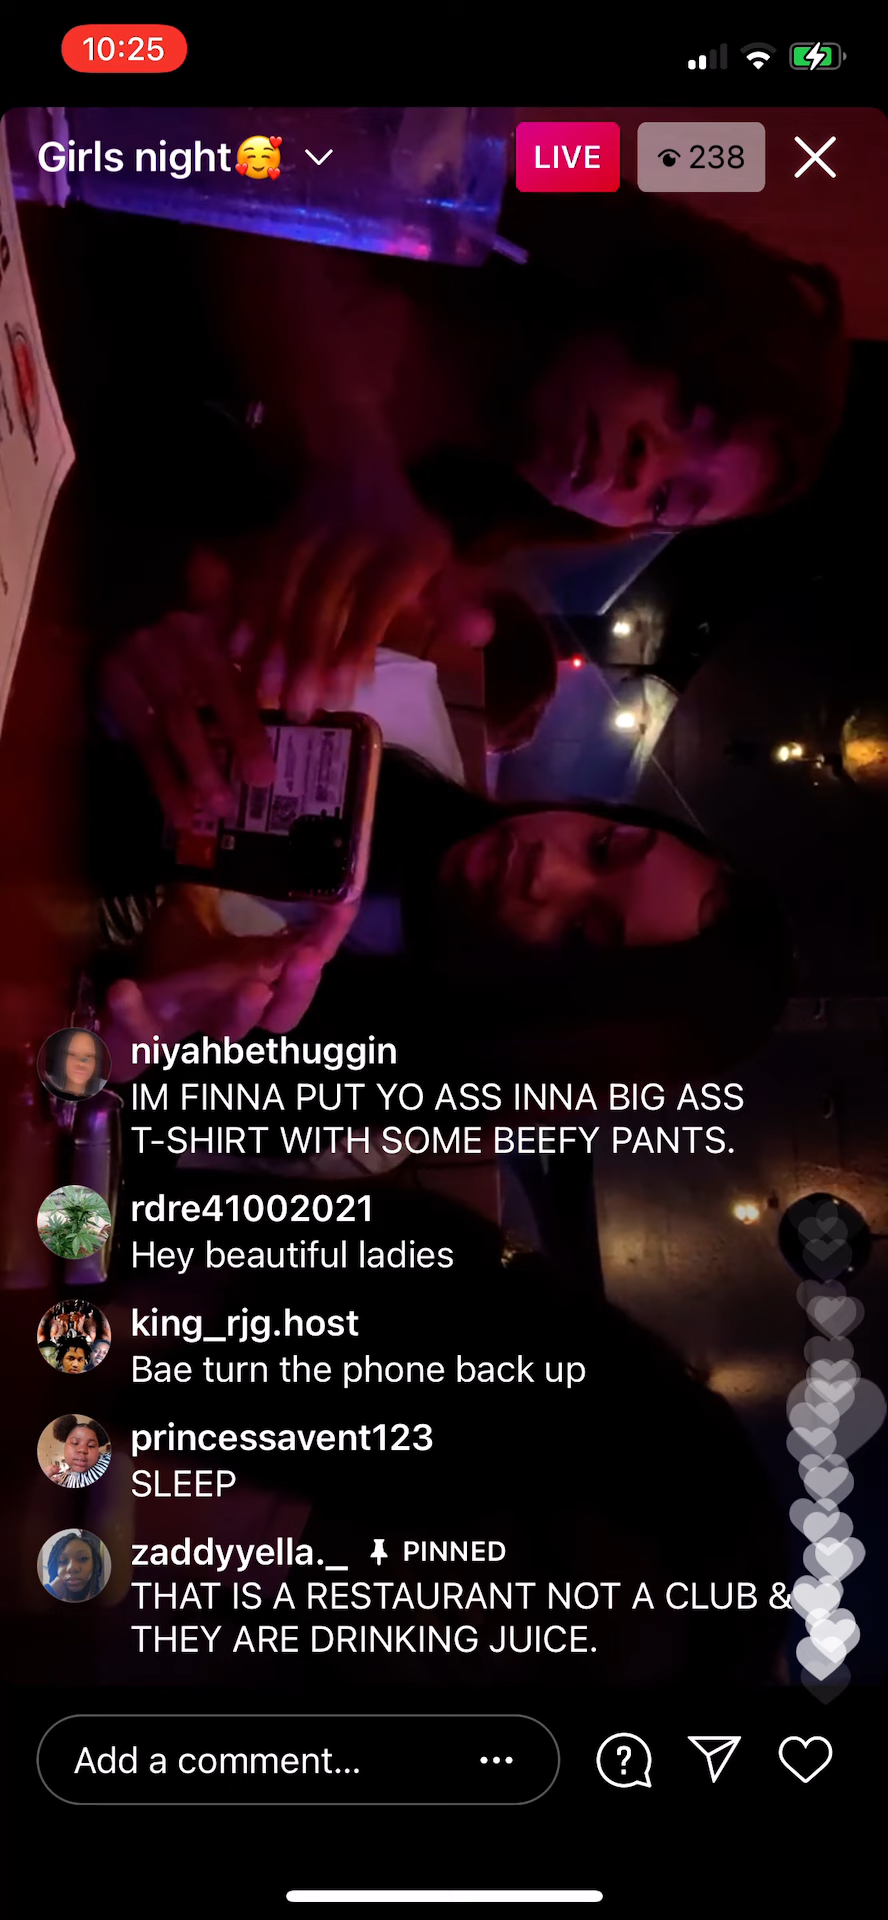 10:25
Girls night🥰
LIVE
238
niyahbethuggin
IM FINNA PUT YO ASS INNA BIG ASS
T-SHIRT WITH SOME BEEFY PANTS.
rdre41002021
Hey beautiful ladies
king_rjg.host
Bae turn the phone back up
princessavent123
SLEEP
zaddyyella._ PINNED
THAT IS A RESTAURANT NOT A CLUB &
THEY ARE DRINKING JUICE.
Add a comment...